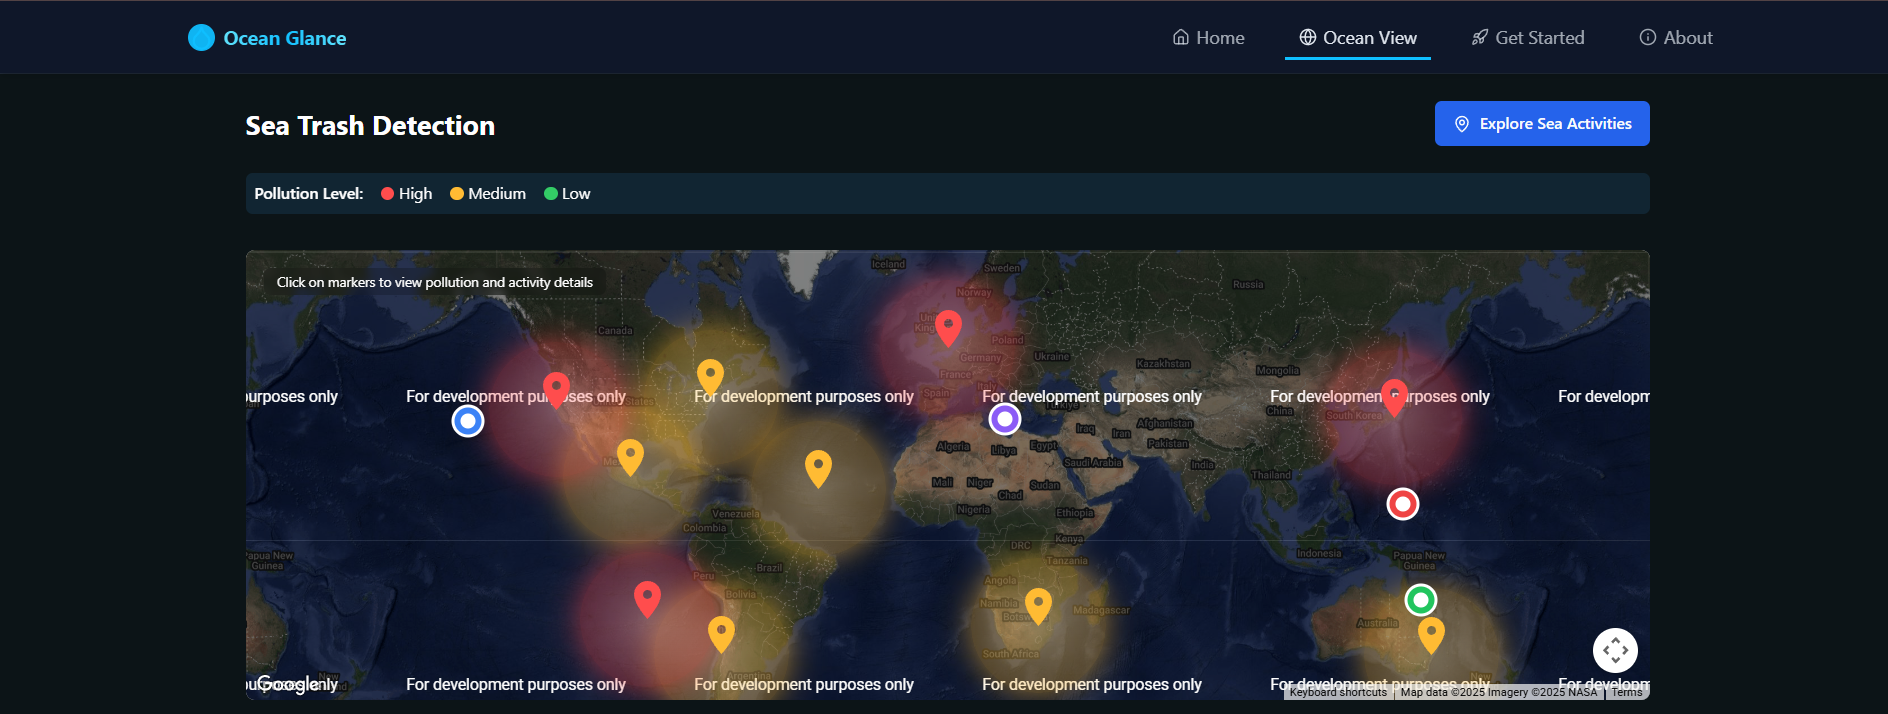 Ocean Glance
Home
Ocean View
Get Started
About
Sea Trash Detection
Explore Sea Activities
Pollution Level:
High
Medium
Low
Click on markers to view pollution and activity details
Iceland
Sweden
Norway
Russia
Canada
Poland
Germany
Ukraine
France
Kazakhstan
Mongolia
Spain
urposes only
For development purposes only
For development purposes only
For development purposes only
For development purposes only
For developm
China
South Korea
Afghanistan
Iraq
Iran
Pakistan
Algeria
Libya
Egypt
Saudi Arabia
India
Thailand
Mali
Niger
Sudan
Chad
Nigeria
Ethiopia
Venezuela
Colombia
DRC
Kenya
Tanzania
Indonesia
Papua New
Guinea
Papua New
Guinea
Brazil
Peru
Bolivia
Angola
Namibia
Madagascar
Australia
South Africa
Argentina
Google
For development purposes only
For development purposes only
For development purposes only
For development purposes only
For developm
Keyboard shortcuts
Map data ©2025 Imagery ©2025 NASA
Terms